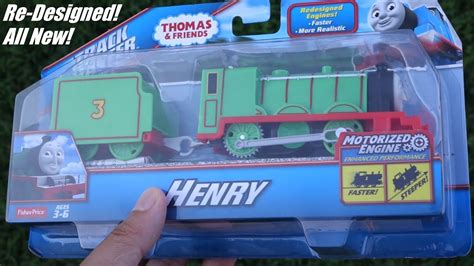 Re-Designed!
All New!
THOMAS
& FRIENDS
TRACK
Redesigned
Engines!
• Faster
• More Realistic
3
MOTORIZED
ENGINE
ENHANCED PERFORMANCE
FASTER!
STEEPER!
HENRY
Fisher-Price
AGES
3-6